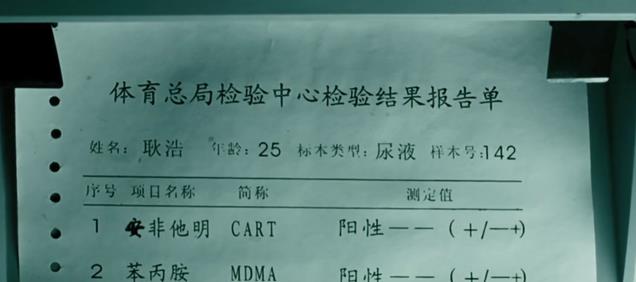 体育总局检验中心检验结果报告单
姓名: 耿浩 年龄: 25 标本类型: 尿液 样木号:142
序号 项目名称 简称 测定值
1 安非他明 CART 阳性——（+/—+)
2 苯丙胺 MDMA 阳性——（+/—+)